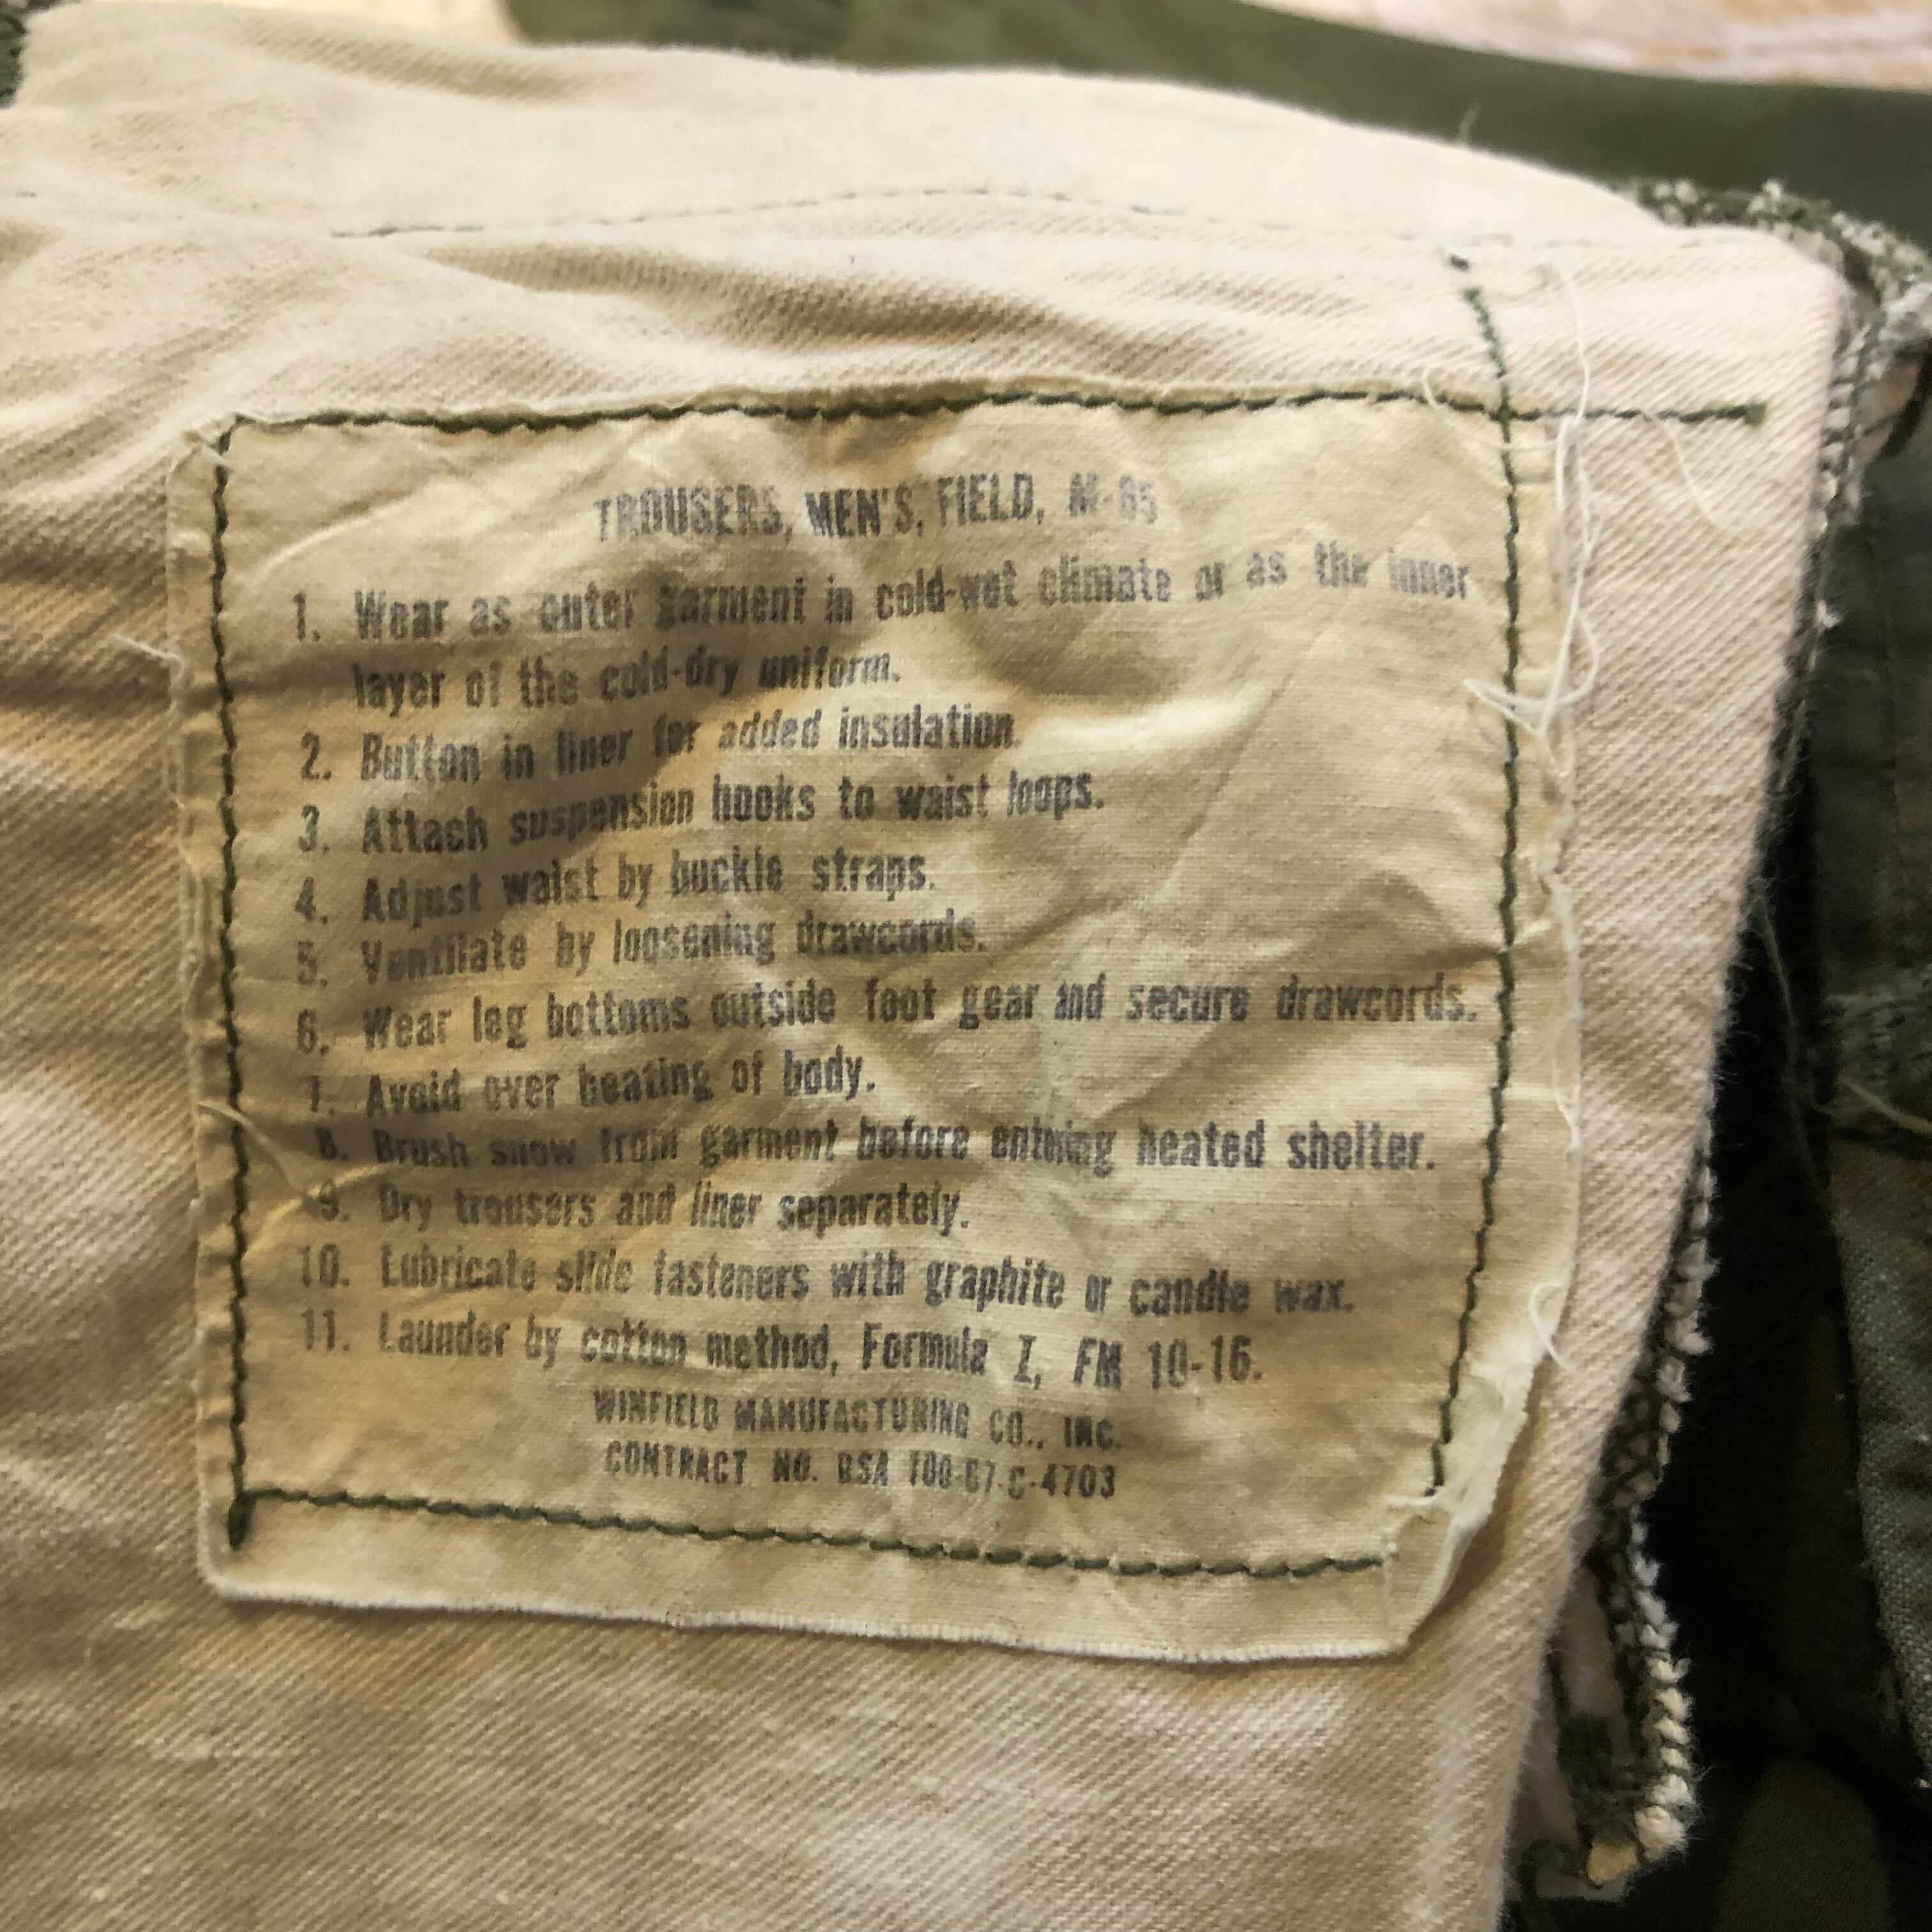 TROUSERS, MEN'S, FIELD, M-65
1. Wear as outer garment in cold-wet climate or as the inner
layer of the cold-dry uniform.
2. Button in liner for added insulation.
3. Attach suspension hooks to waist loops.
4. Adjust waist by buckle straps.
5. Ventilate by loosening drawcords.
6. Wear leg bottoms outside foot gear and secure drawcords.
7. Avoid over heating of body.
8. Brush snow from garment before entering heated shelter.
9. Dry trousers and liner separately.
10. Lubricate slide fasteners with graphite or candle wax.
11. Launder by cotton method, Formula I, FM 10-16.
WINFIELD MANUFACTURING CO., INC.
CONTRACT NO. DSA 100-67-C-4703